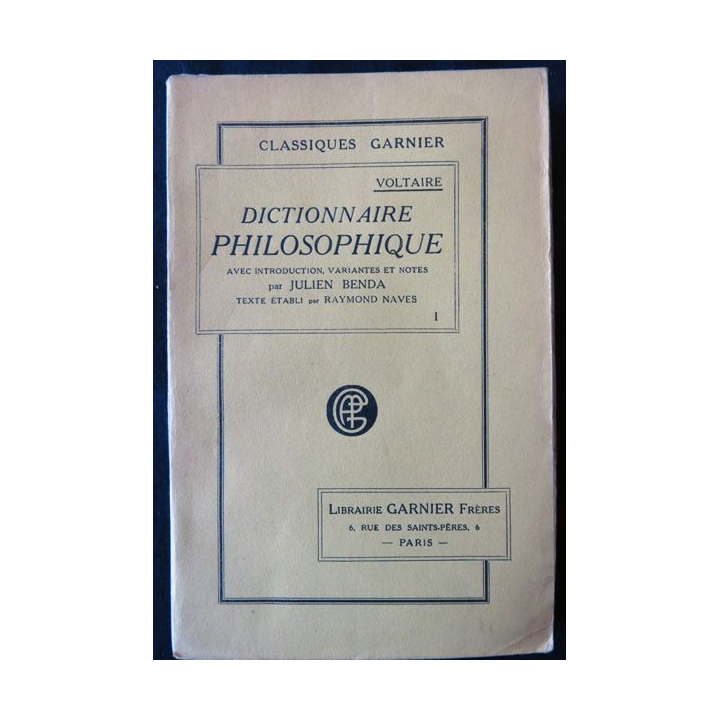 CLASSIQUES GARNIER
VOLTAIRE
DICTIONNAIRE
PHILOSOPHIQUE
AVEC INTRODUCTION, VARIANTES ET NOTES
par JULIEN BENDA
TEXTE ÉTABLI par RAYMOND NAVES
I
LIBRAIRIE GARNIER FRÈRES
6, RUE DES SAINTS-PÈRES, 6
— PARIS —